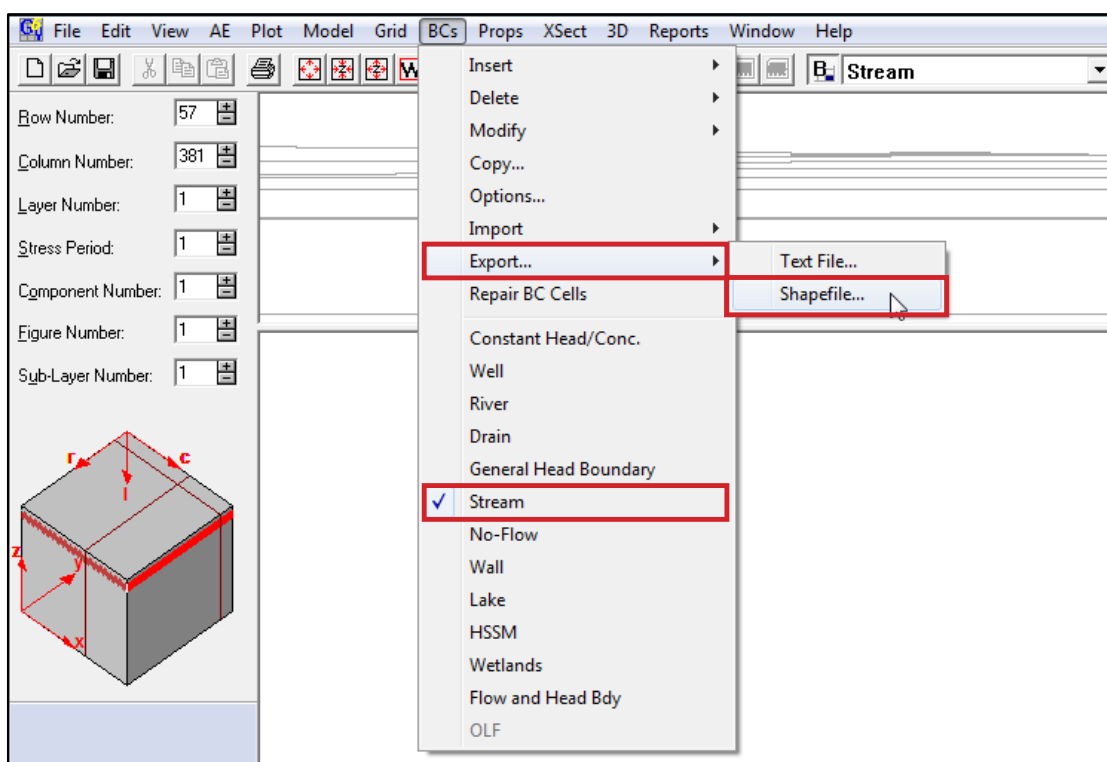 File Edit View AE Plot Model Grid BCs Props XSect 3D Reports Window Help
Stream
Row Number: 57
Column Number: 381
Layer Number: 1
Stress Period: 1
Component Number: 1
Figure Number: 1
Sub-Layer Number: 1
r
c
l
z
y
x
Insert
Delete
Modify
Copy...
Options...
Import
Export...
Repair BC Cells
Constant Head/Conc.
Well
River
Drain
General Head Boundary
Stream
No-Flow
Wall
Lake
HSSM
Wetlands
Flow and Head Bdy
OLF
Text File...
Shapefile...